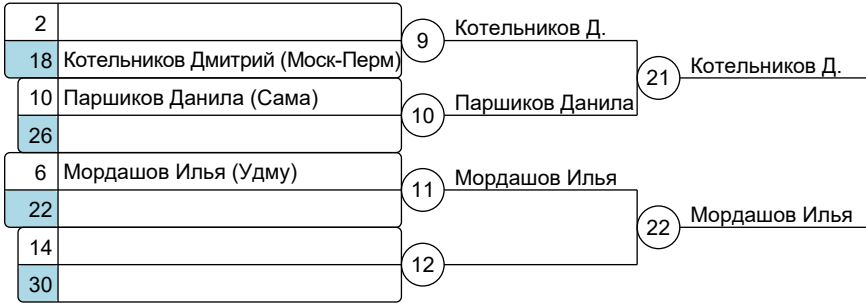 2
9
Котельников Д.
18 Котельников Дмитрий (Моск-Перм)
21
Котельников Д.
10 Паршиков Данила (Сама)
10
Паршиков Данила
26
6 Мордашов Илья (Удму)
11
Мордашов Илья
22
22
Мордашов Илья
14
12
30